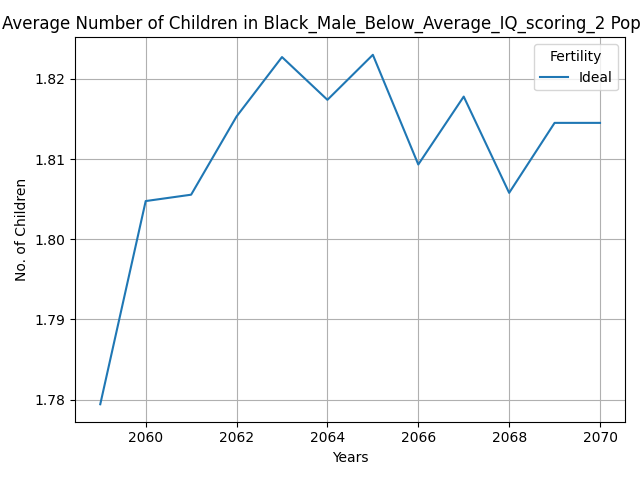 Average Number of Children in Black_Male_Below_Average_IQ_scoring_2 Pop
Fertility
Ideal
1.82
1.81
1.80
1.79
1.78
No. of Children
2060 2062 2064 2066 2068 2070
Years